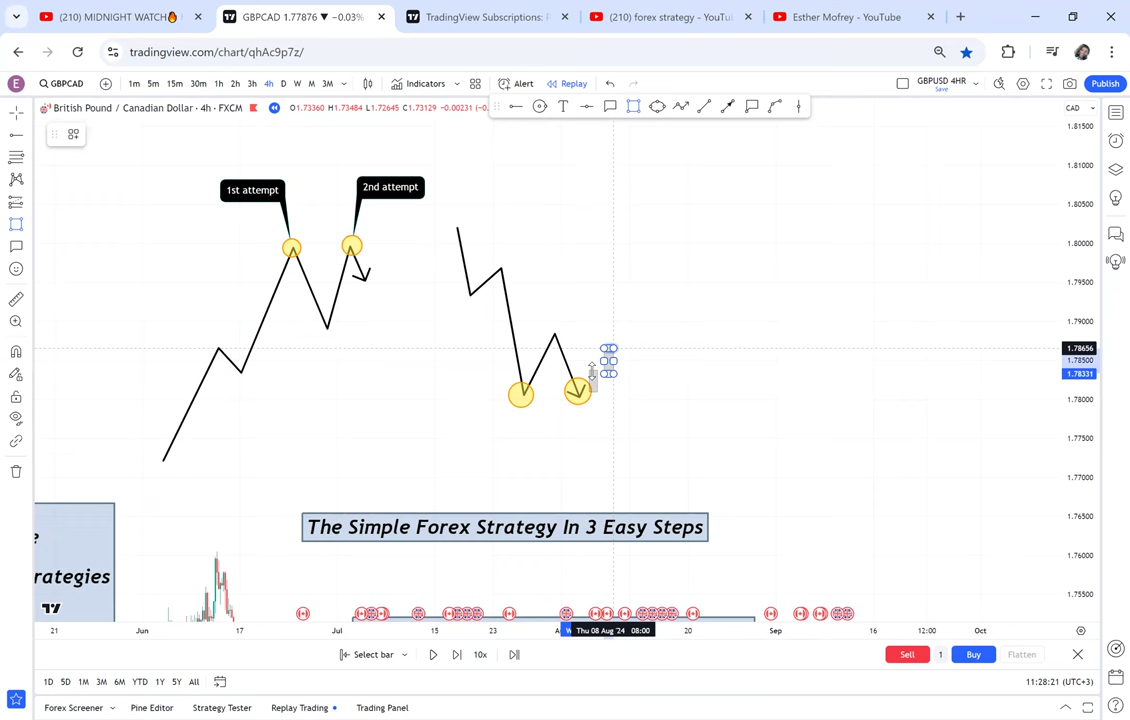 (210) MIDNIGHT WATCH🔥
GBPCAD 1.77876 ▼ −0.03%
TradingView Subscriptions:
(210) forex strategy - YouTu
Esther Mofrey - YouTube
tradingview.com/chart/qhAc9p7z/
E
GBPCAD
1m 5m 15m 30m 1h 2h 3h 4h D W M 3M
Indicators
Alert
Replay
GBPUSD 4HR
Save
Publish
British Pound / Canadian Dollar · 4h · FXCM
O1.73360 H1.73484 L1.72645 C1.73129 −0.00231
CAD
1.81500
1.81000
1.80500
1.80000
1.79500
1.79000
1.78656
1.78500
1.78331
1.78000
1.77500
1.77000
1.76500
1.76000
1.75500
1st attempt
2nd attempt
The Simple Forex Strategy In 3 Easy Steps
rategies
21 Jun 17 Jul 15 23 A Thu 08 Aug '24 08:00 20 Sep 16 12:00 Oct
Select bar
10x
Sell 1 Buy Flatten
1D 5D 1M 3M 6M YTD 1Y 5Y All
11:28:21 (UTC+3)
Forex Screener Pine Editor Strategy Tester Replay Trading Trading Panel